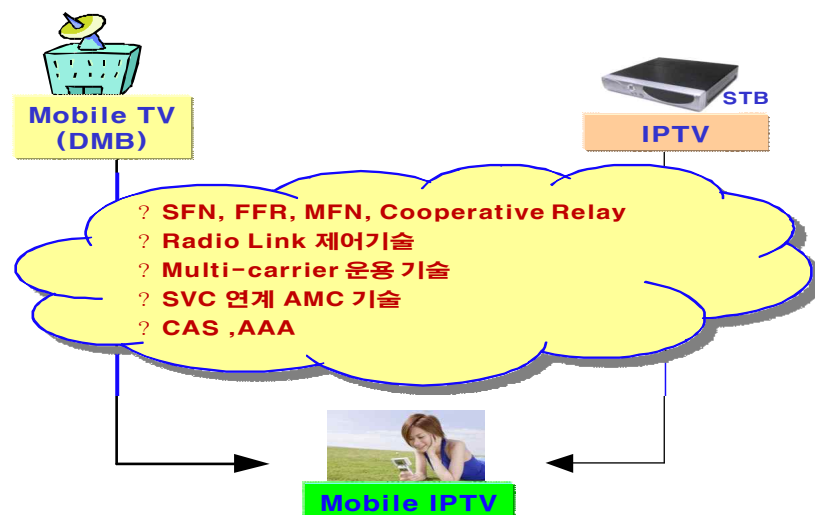 Mobile TV
(DMB)
STB
IPTV
? SFN, FFR, MFN, Cooperative Relay
? Radio Link 제어기술
? Multi-carrier 운용 기술
? SVC 연계 AMC 기술
? CAS ,AAA
Mobile IPTV